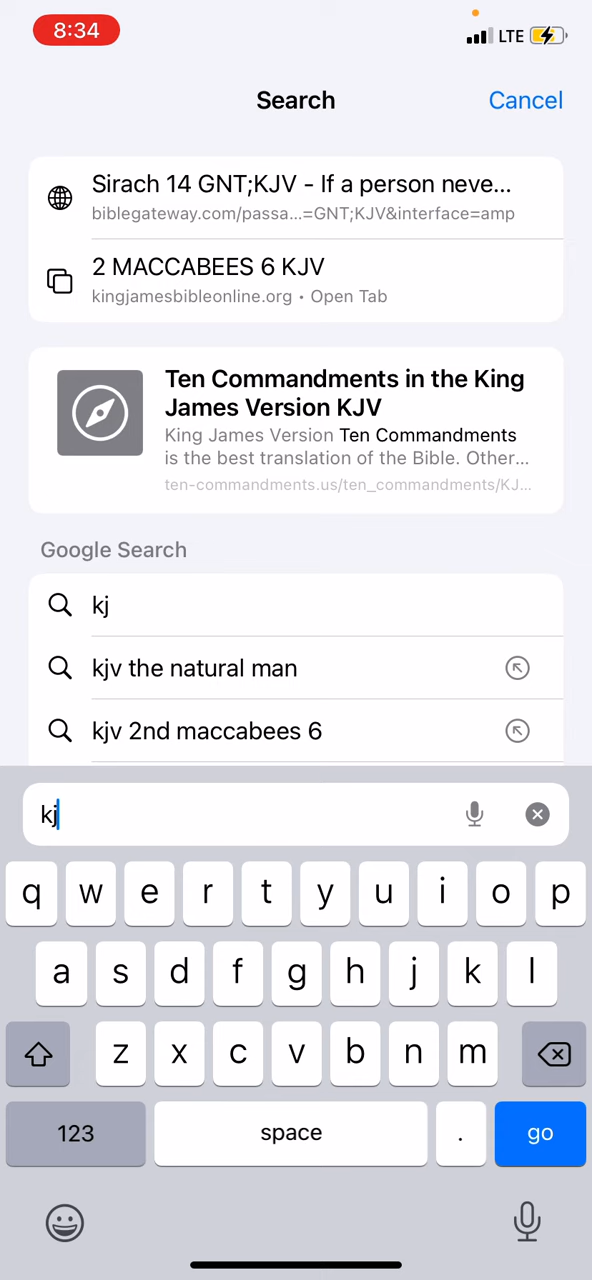 8:34
LTE
Search
Cancel
Sirach 14 GNT;KJV - If a person neve...
biblegateway.com/passa...=GNT;KJV&interface=amp
2 MACCABEES 6 KJV
kingjamesbibleonline.org • Open Tab
Ten Commandments in the King
James Version KJV
King James Version Ten Commandments
is the best translation of the Bible. Other...
ten-commandments.us/ten_commandments/KJ...
Google Search
kj
kjv the natural man
kjv 2nd maccabees 6
kj
q w e r t y u i o p
a s d f g h j k l
z x c v b n m
123 space . go